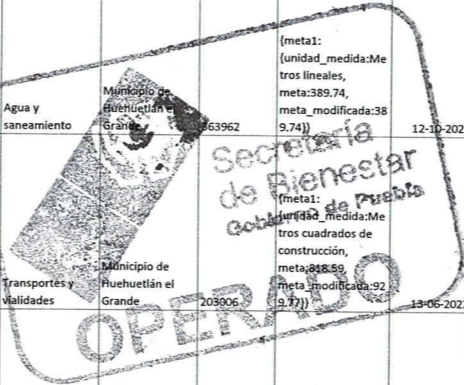 {meta1:
{unidad_medida:Me
tros lineales,
meta:389.74,
meta_modificada:38
9.74}}
Agua y
saneamiento
Municipio de
Huehuetlán el
Grande
363962
12-10-202
Secretaría
de Bienestar
Gobierno de Puebla
{meta1:
{unidad_medida:Me
tros cuadrados de
construcción,
meta:818.59,
meta_modificada:92
9.77}}
Transportes y
vialidades
Municipio de
Huehuetlán el
Grande
203006
13-06-202
OPERADO